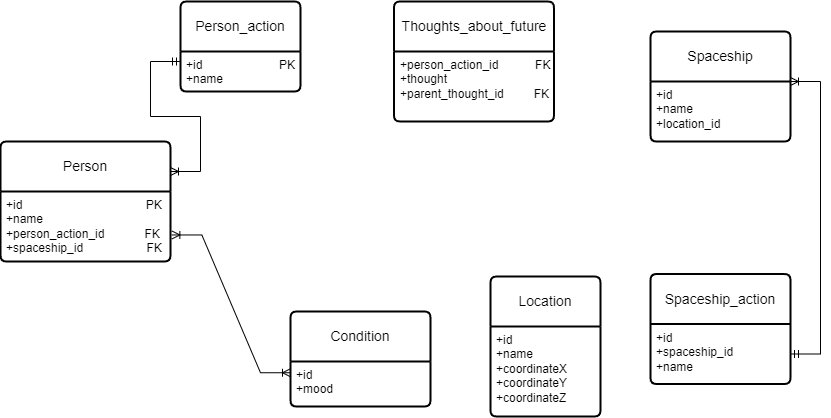 Person_action
+id PK
+name
Thoughts_about_future
+person_action_id FK
+thought
+parent_thought_id FK
Spaceship
+id
+name
+location_id
Person
+id PK
+name
+person_action_id FK
+spaceship_id FK
Condition
+id
+mood
Location
+id
+name
+coordinateX
+coordinateY
+coordinateZ
Spaceship_action
+id
+spaceship_id
+name